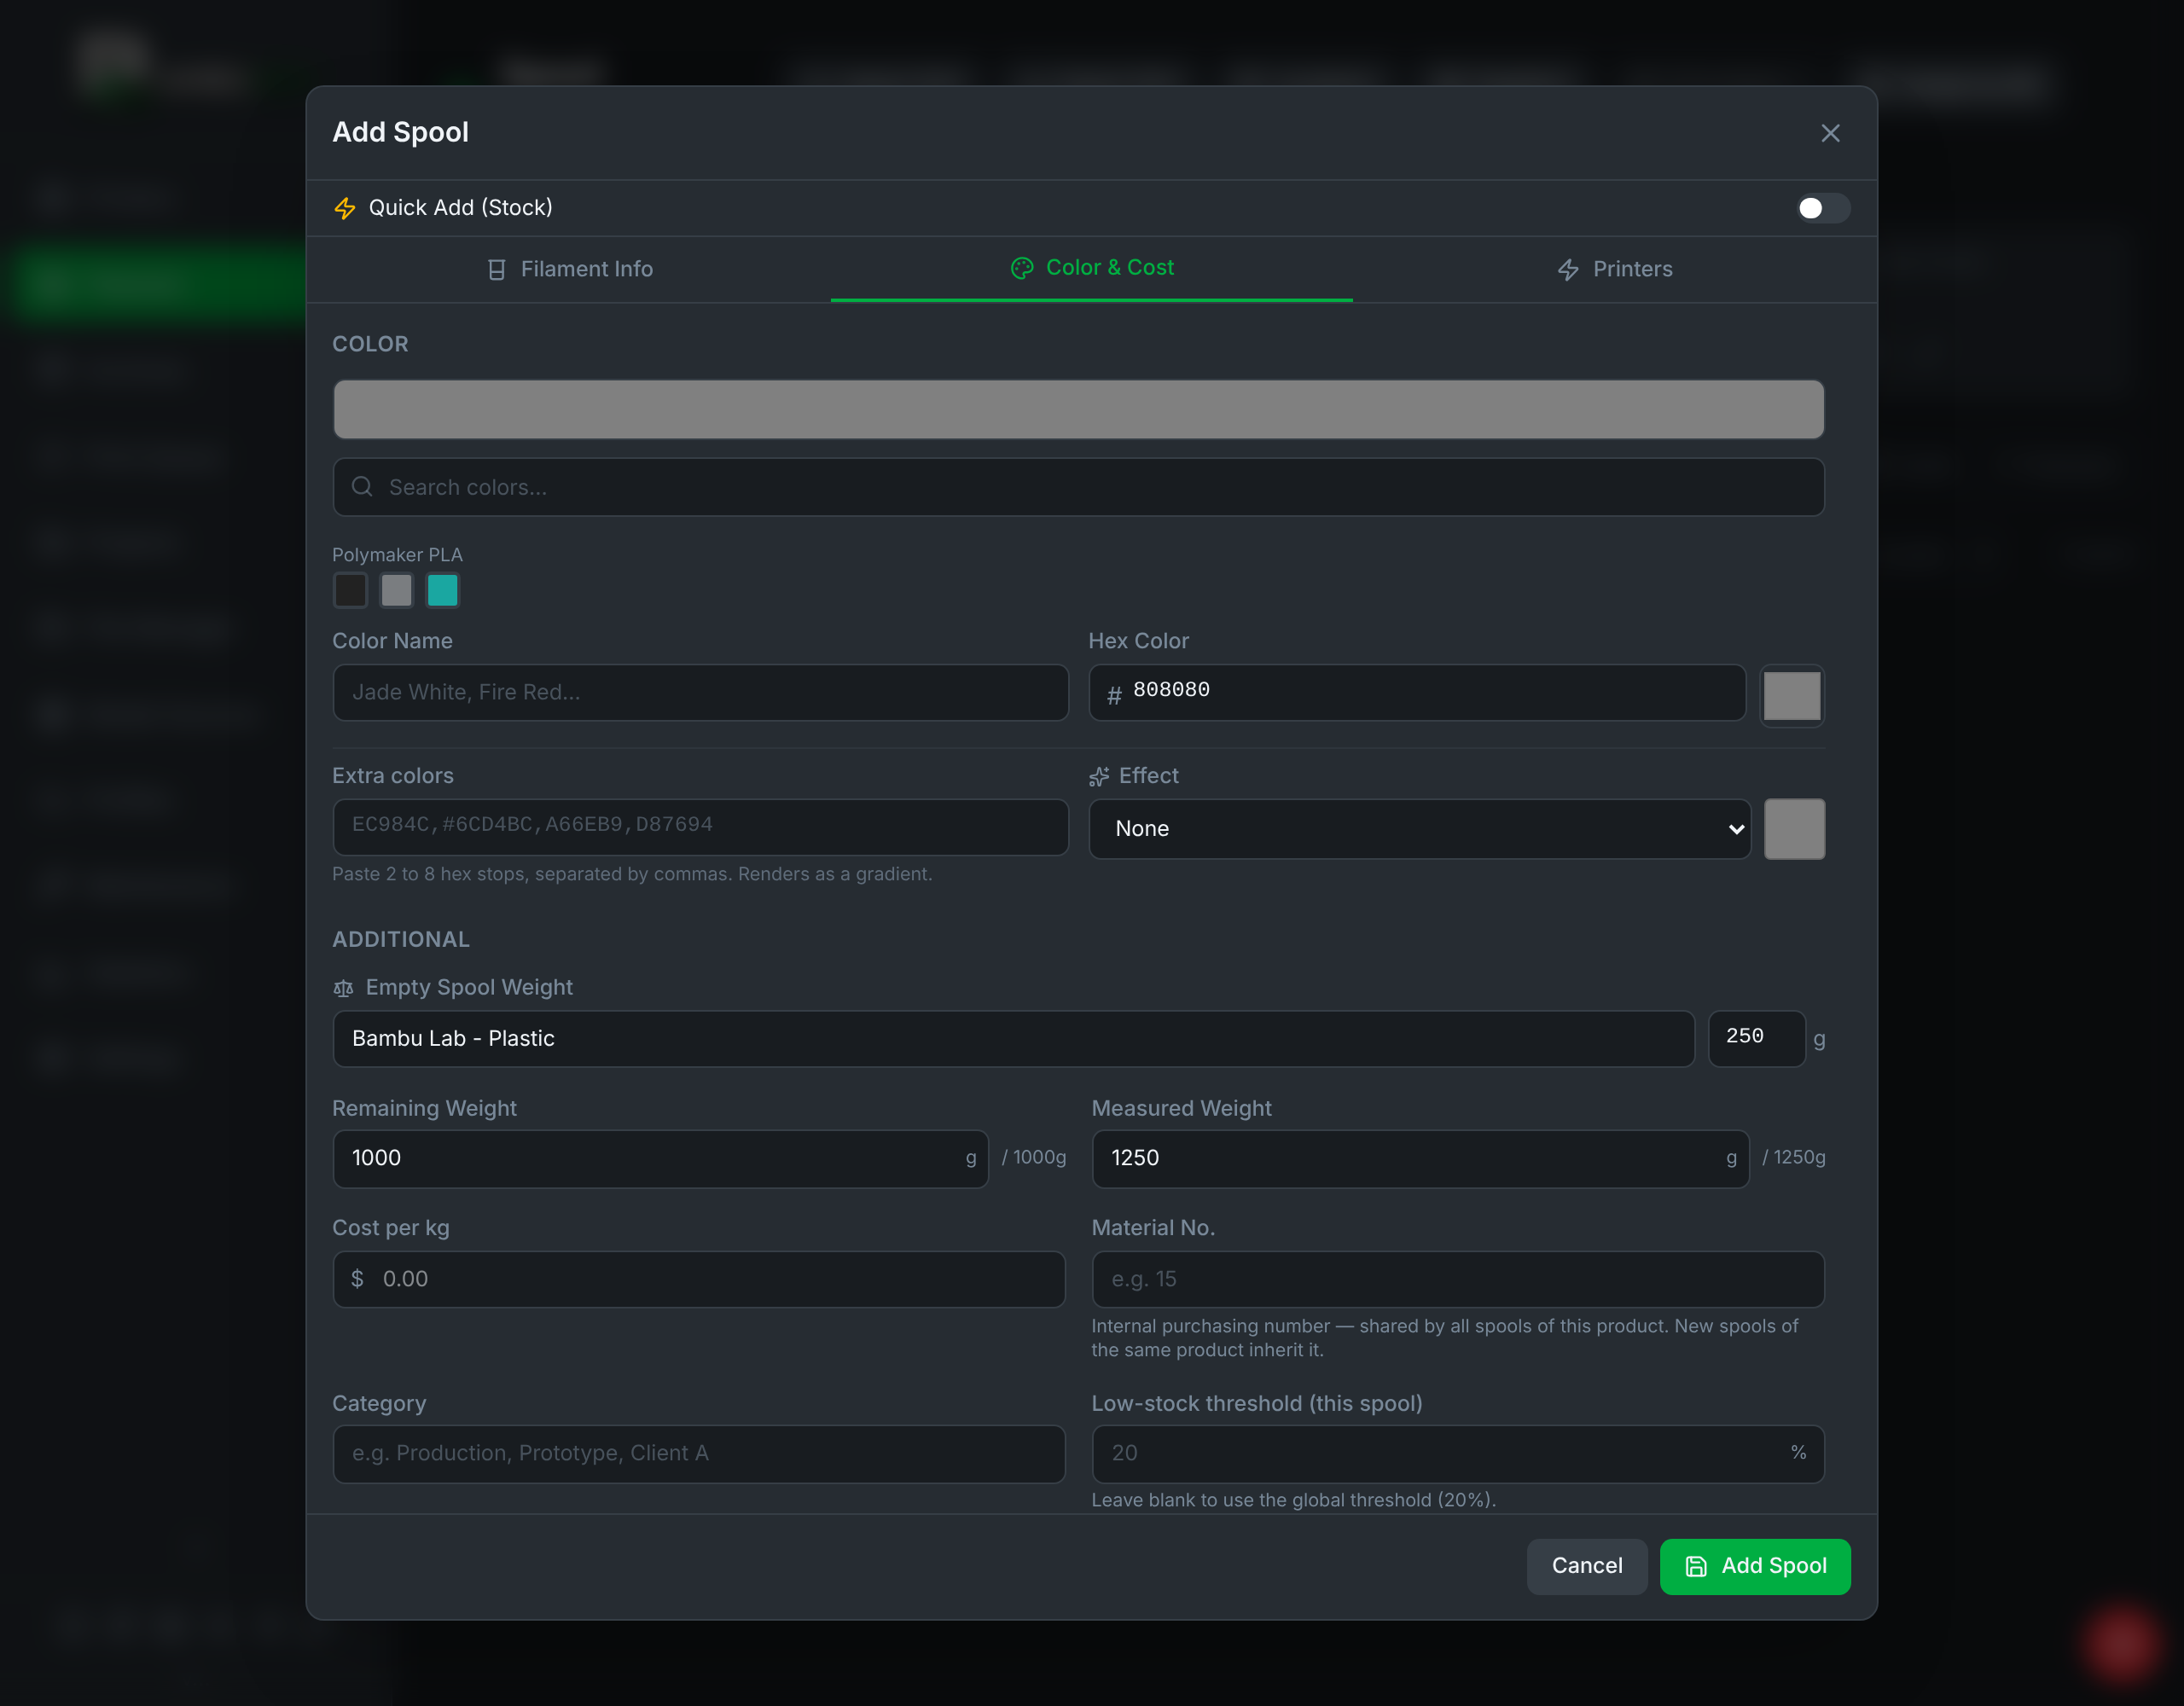 Add Spool
Quick Add (Stock)
Filament Info
Color & Cost
Printers
COLOR
Search colors...
Polymaker PLA
Color Name
Hex Color
Jade White, Fire Red...
# 808080
Extra colors
Effect
EC984C,#6CD4BC,A66EB9,D87694
None
Paste 2 to 8 hex stops, separated by commas. Renders as a gradient.
ADDITIONAL
Empty Spool Weight
Bambu Lab - Plastic
250 g
Remaining Weight
Measured Weight
1000 g / 1000g
1250 g / 1250g
Cost per kg
Material No.
$ 0.00
e.g. 15
Internal purchasing number — shared by all spools of this product. New spools of
the same product inherit it.
Category
Low-stock threshold (this spool)
e.g. Production, Prototype, Client A
20 %
Leave blank to use the global threshold (20%).
Cancel
Add Spool